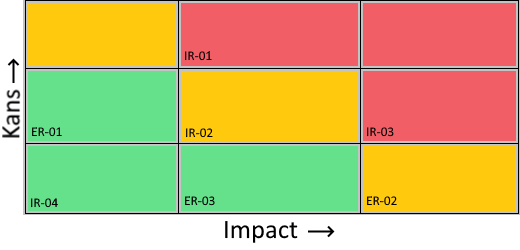 IR-01
ER-01
IR-02
IR-03
IR-04
ER-03
ER-02
Kans →
Impact →